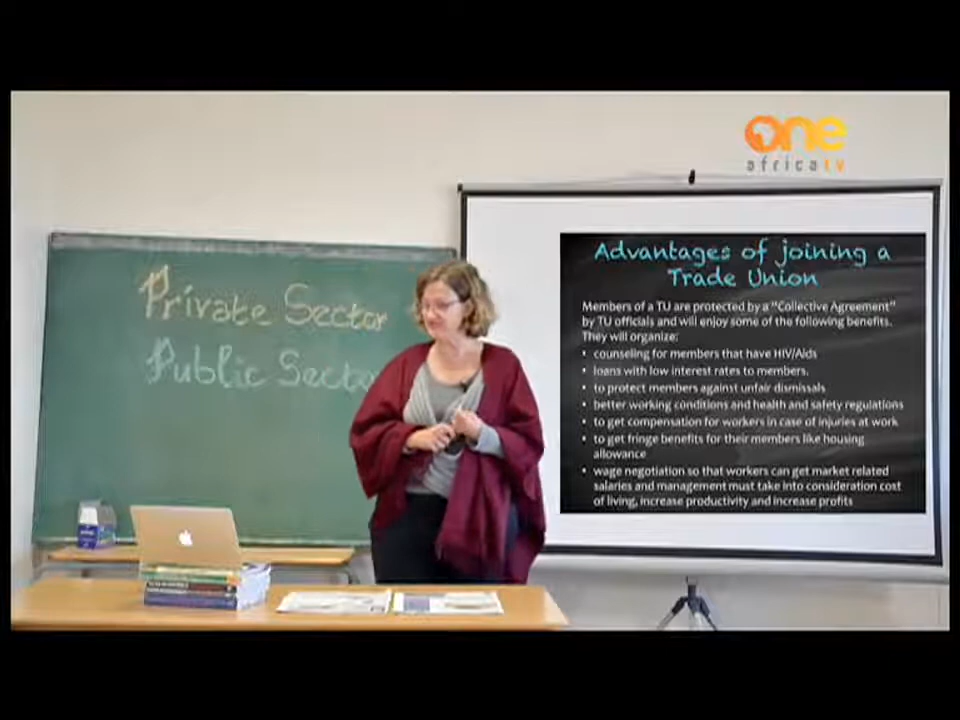 one
africa tv
Private Sector
Public Sector
Advantages of joining a
Trade Union
Members of a TU are protected by a "Collective Agreement"
by TU officials and will enjoy some of the following benefits.
They will organize:
• counseling for members that have HIV/Aids
• loans with low interest rates to members.
• to protect members against unfair dismissals
• better working conditions and health and safety regulations
• to get compensation for workers in case of injuries at work
• to get fringe benefits for their members like housing
allowance
• wage negotiation so that workers can get market related
salaries and management must take into consideration cost
of living, increase productivity and increase profits